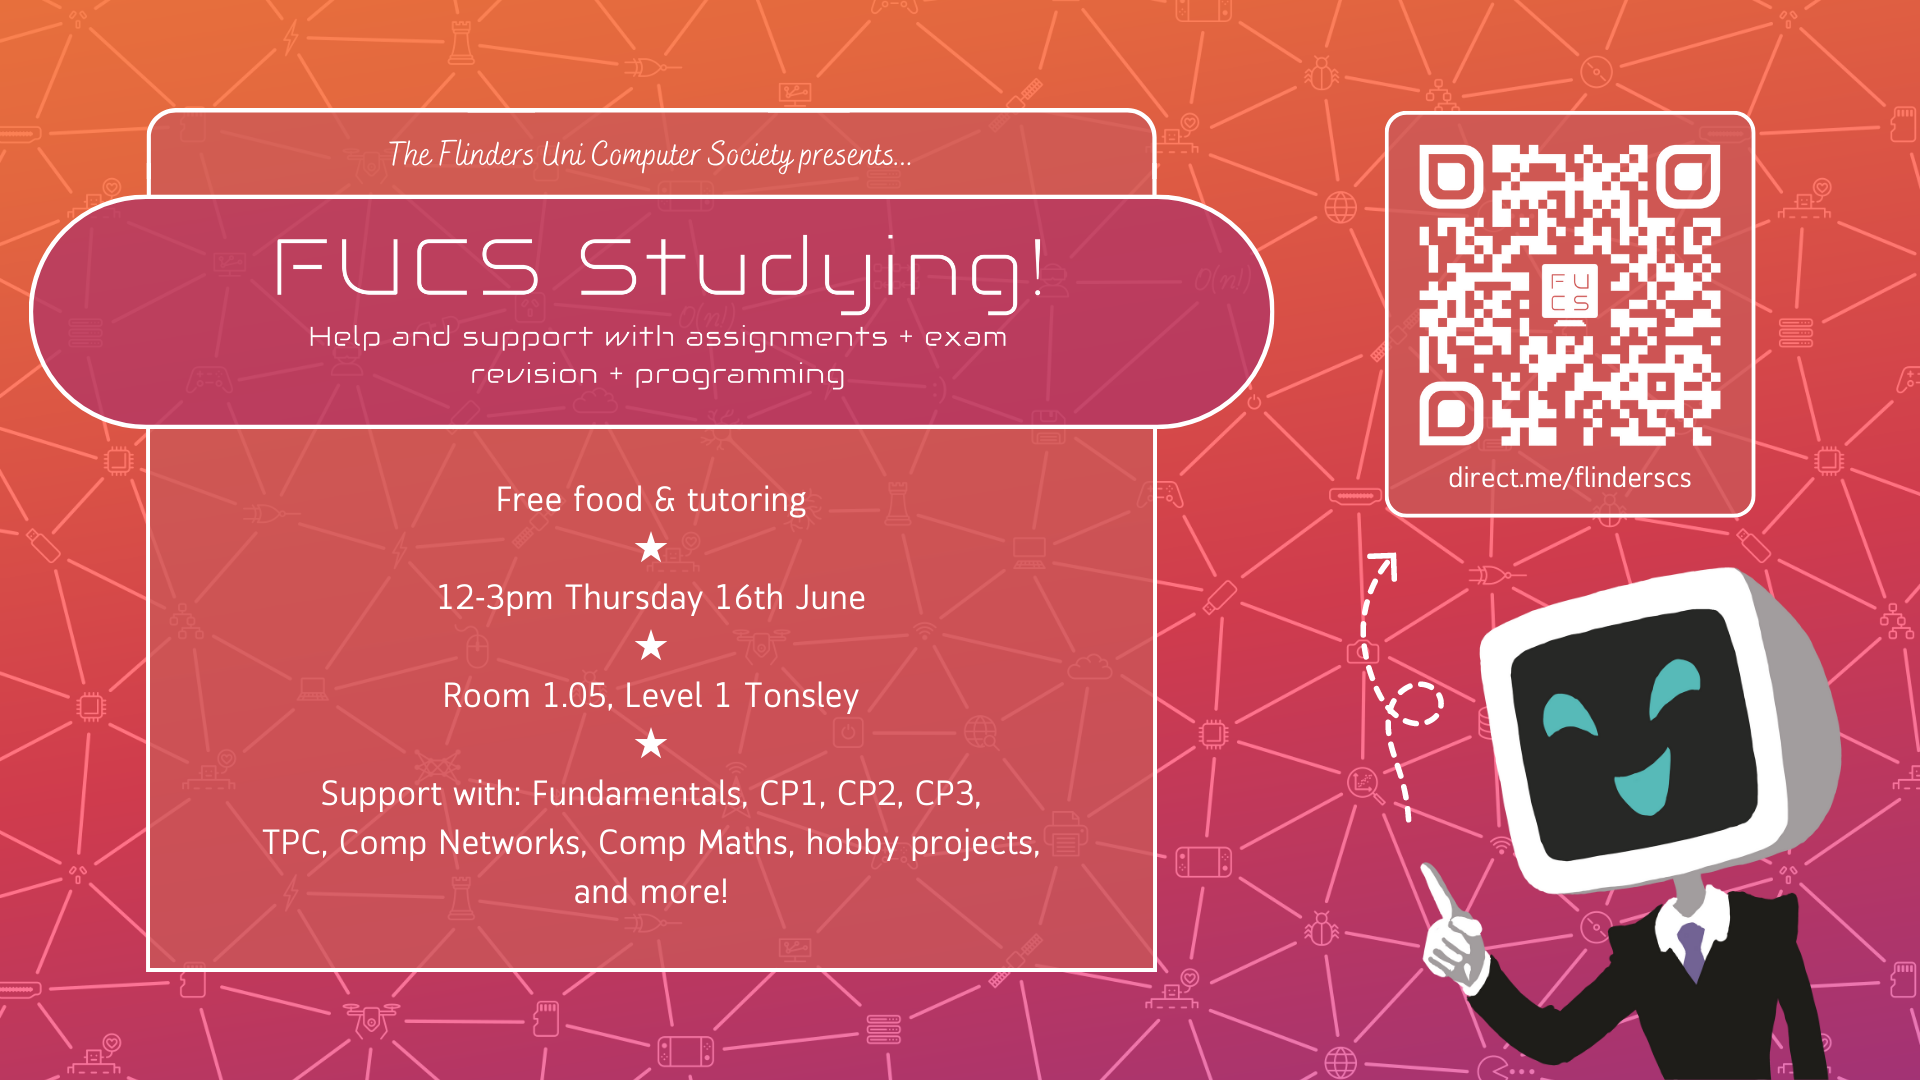 The Flinders Uni Computer Society presents...
FUCS Studying!
Help and support with assignments + exam
revision + programming
Free food & tutoring
★
12-3pm Thursday 16th June
★
Room 1.05, Level 1 Tonsley
★
Support with: Fundamentals, CP1, CP2, CP3,
TPC, Comp Networks, Comp Maths, hobby projects,
and more!
FU
CS
direct.me/flinderscs
O(n!)
O(n!)